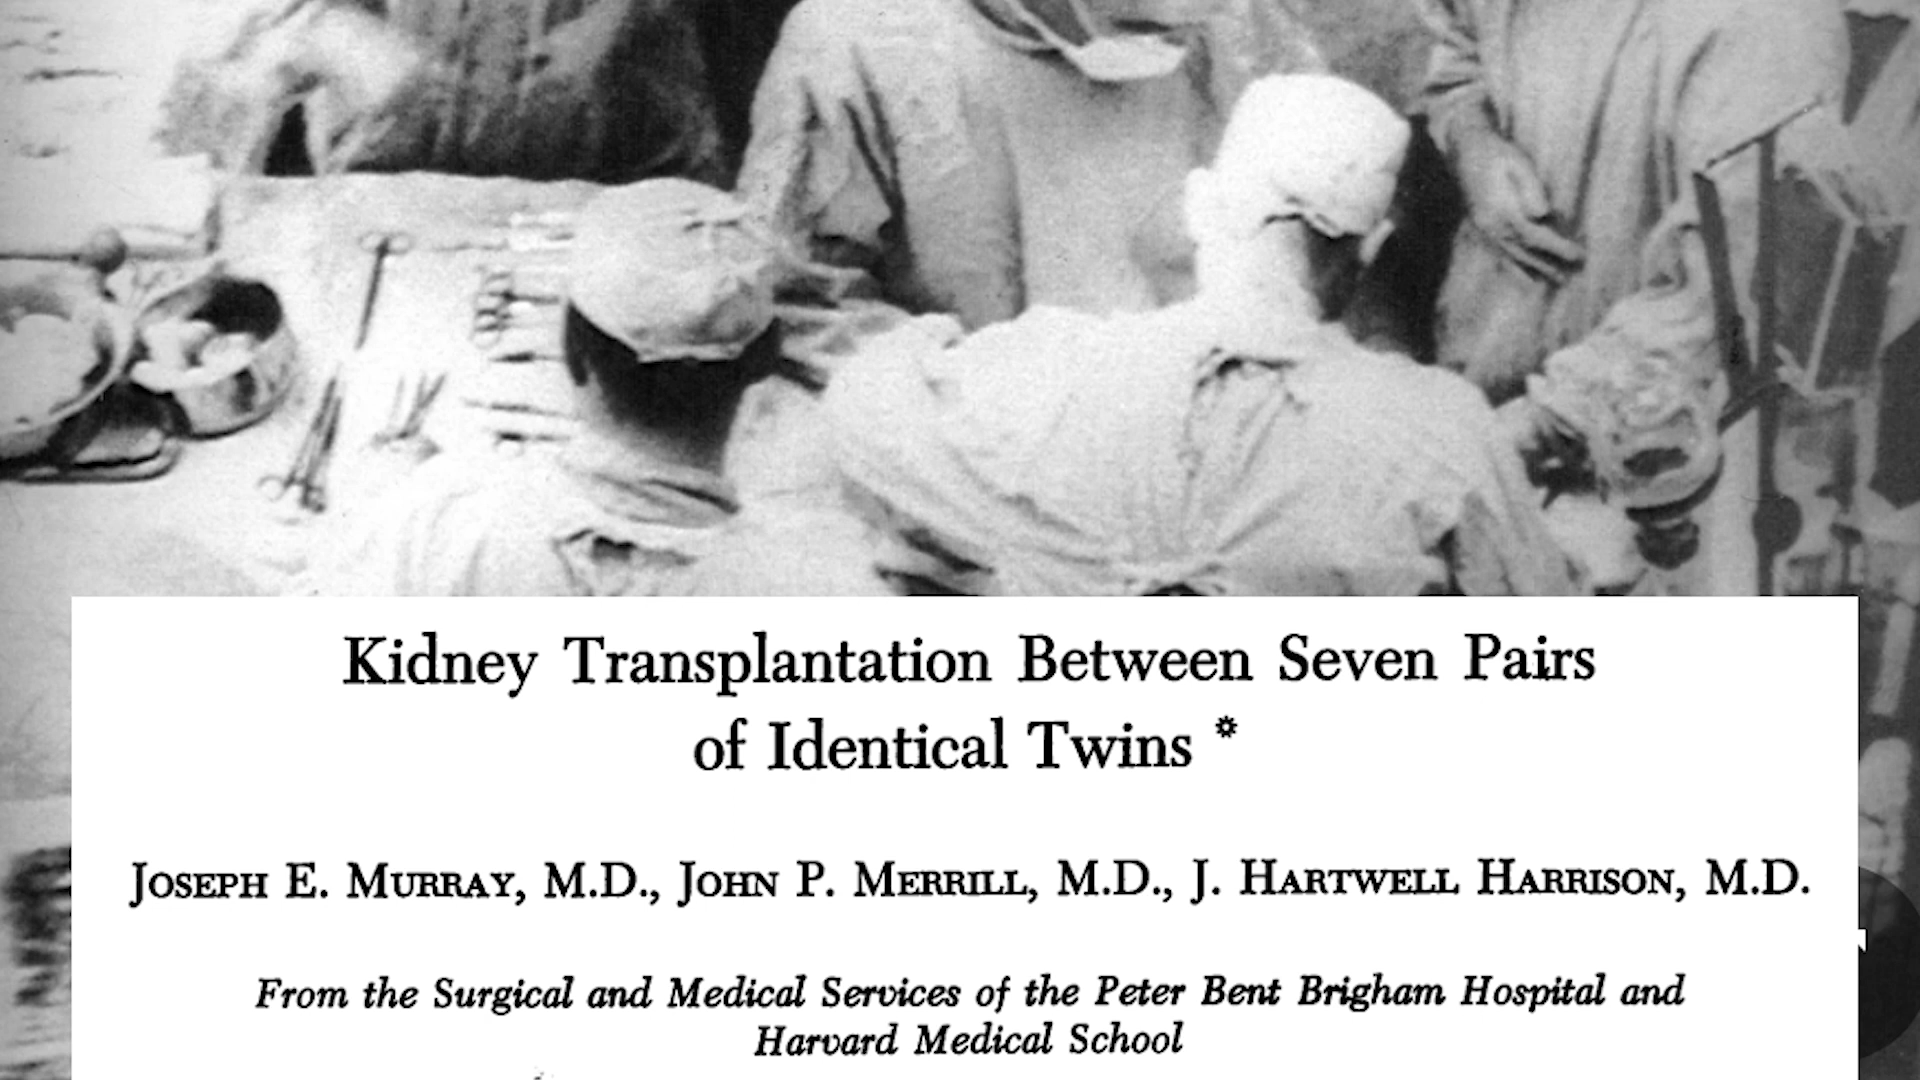 Kidney Transplantation Between Seven Pairs
of Identical Twins *
Joseph E. Murray, M.D., John P. Merrill, M.D., J. Hartwell Harrison, M.D.
From the Surgical and Medical Services of the Peter Bent Brigham Hospital and
Harvard Medical School